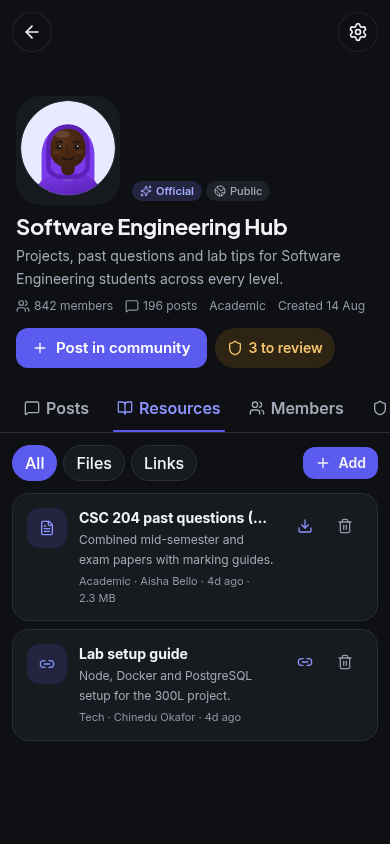 Official
Public
Software Engineering Hub
Projects, past questions and lab tips for Software
Engineering students across every level.
842 members 196 posts Academic Created 14 Aug
Post in community
3 to review
Posts Resources Members
All Files Links
Add
CSC 204 past questions (...
Combined mid-semester and
exam papers with marking guides.
Academic · Aisha Bello · 4d ago ·
2.3 MB
Lab setup guide
Node, Docker and PostgreSQL
setup for the 300L project.
Tech · Chinedu Okafor · 4d ago